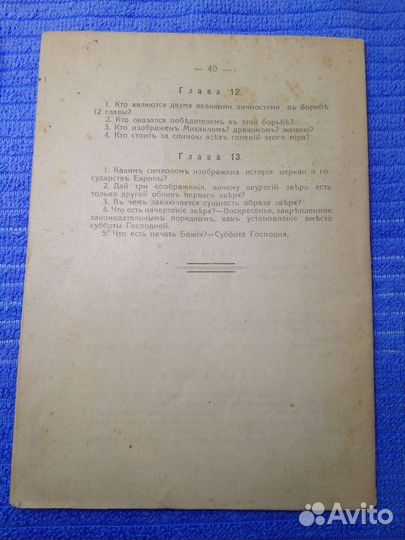 — 40 —
Глава 12.
1. Кто являются двумя великими личностями въ борьбѣ
12 главы?
2. Кто оказался побѣдителемъ въ этой борьбѣ?
3. Кто изображен Михаклом? дракономъ? женою?
4. Кто стоитъ за спиною всѣхъ гоненій этого міра?
Глава 13.
1. Какимъ символомъ изображена исторія церкви и го-
сударствъ Европы?
2. Дай три соображенія, почему двурогій звѣрь есть
только другой обликъ перваго звѣря?
3. Въ чемъ заключается сущность образа звѣря?
4. Что есть начертаніе звѣря?—Воскресенье, закрѣпленное
законодательнымъ порядкомъ, какъ установленіе вмѣсто
субботы Господней.
5. Что есть печать Божія?—Суббота Господня.
Avito